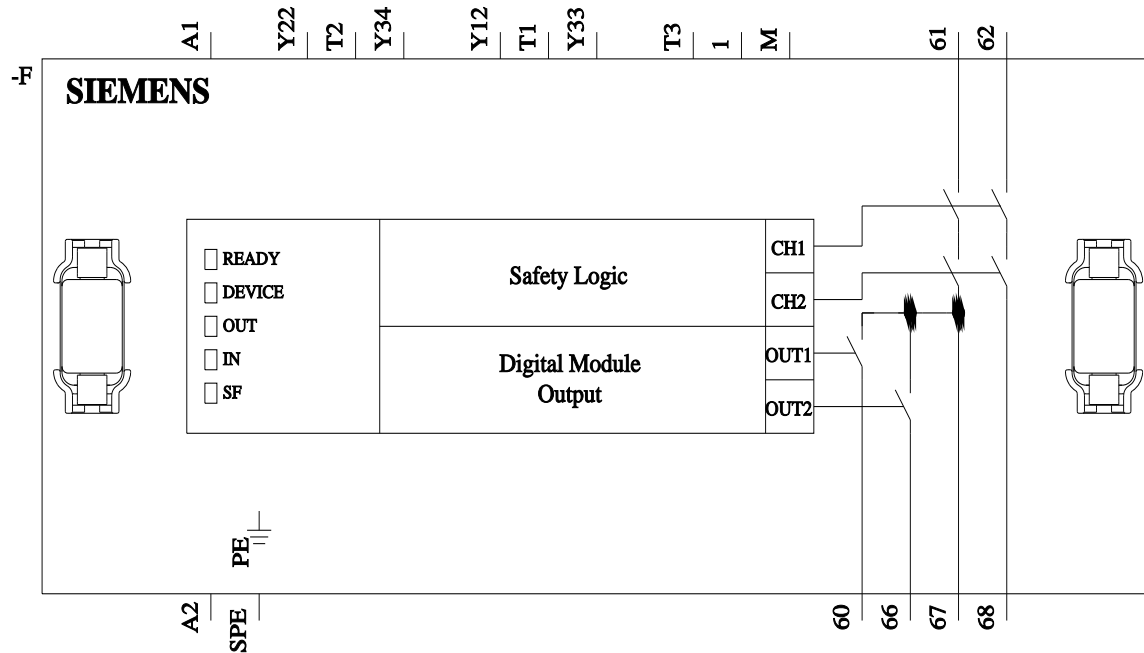 A1
Y22
T2
Y34
Y12
T1
Y33
T3
1
M
61
62
-F
SIEMENS
READY
DEVICE
OUT
IN
SF
Safety Logic
Digital Module
Output
CH1
CH2
OUT1
OUT2
PE
A2
SPE
60
66
67
68